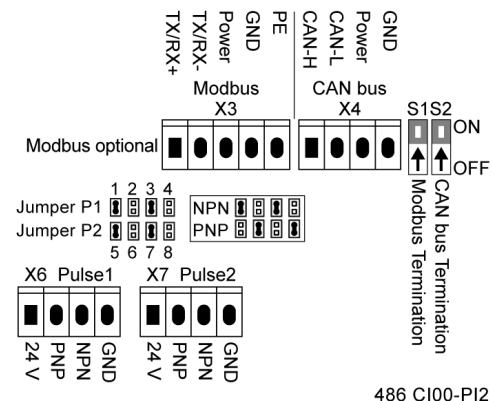 TX/RX+
TX/RX-
Power
GND
PE
CAN-H
CAN-L
Power
GND
Modbus
X3
CAN bus
X4
S1 S2
ON
OFF
Modbus optional
Modbus Termination
CAN bus Termination
1 2 3 4
Jumper P1
Jumper P2
5 6 7 8
NPN
PNP
X6 Pulse1
X7 Pulse2
24 V
PNP
NPN
GND
24 V
PNP
NPN
GND
486 CI00-PI2